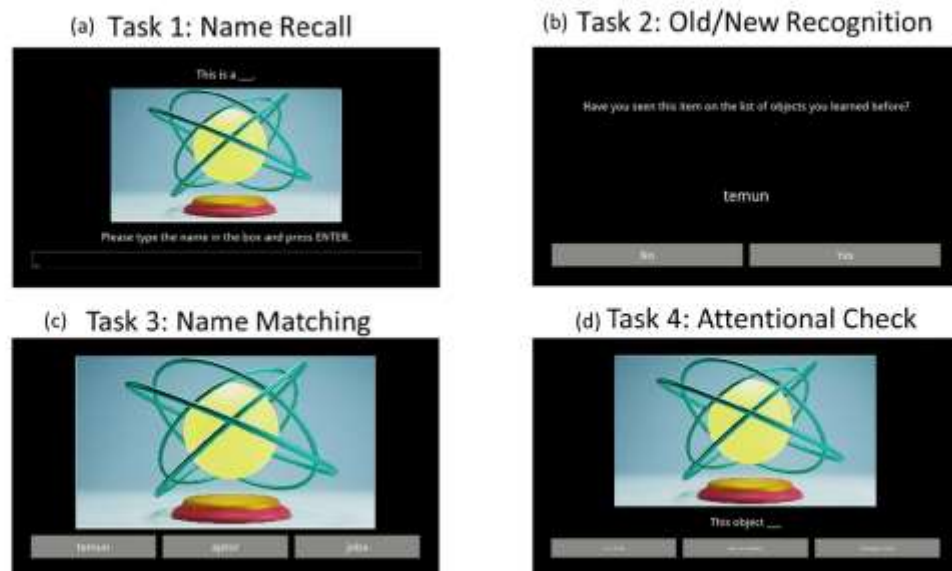 (a) Task 1: Name Recall
This is a ___.
Please type the name in the box and press ENTER.
(b) Task 2: Old/New Recognition
Have you seen this item on the list of objects you learned before?
temun
No
Yes
(c) Task 3: Name Matching
temun
(d) Task 4: Attentional Check
This object ___